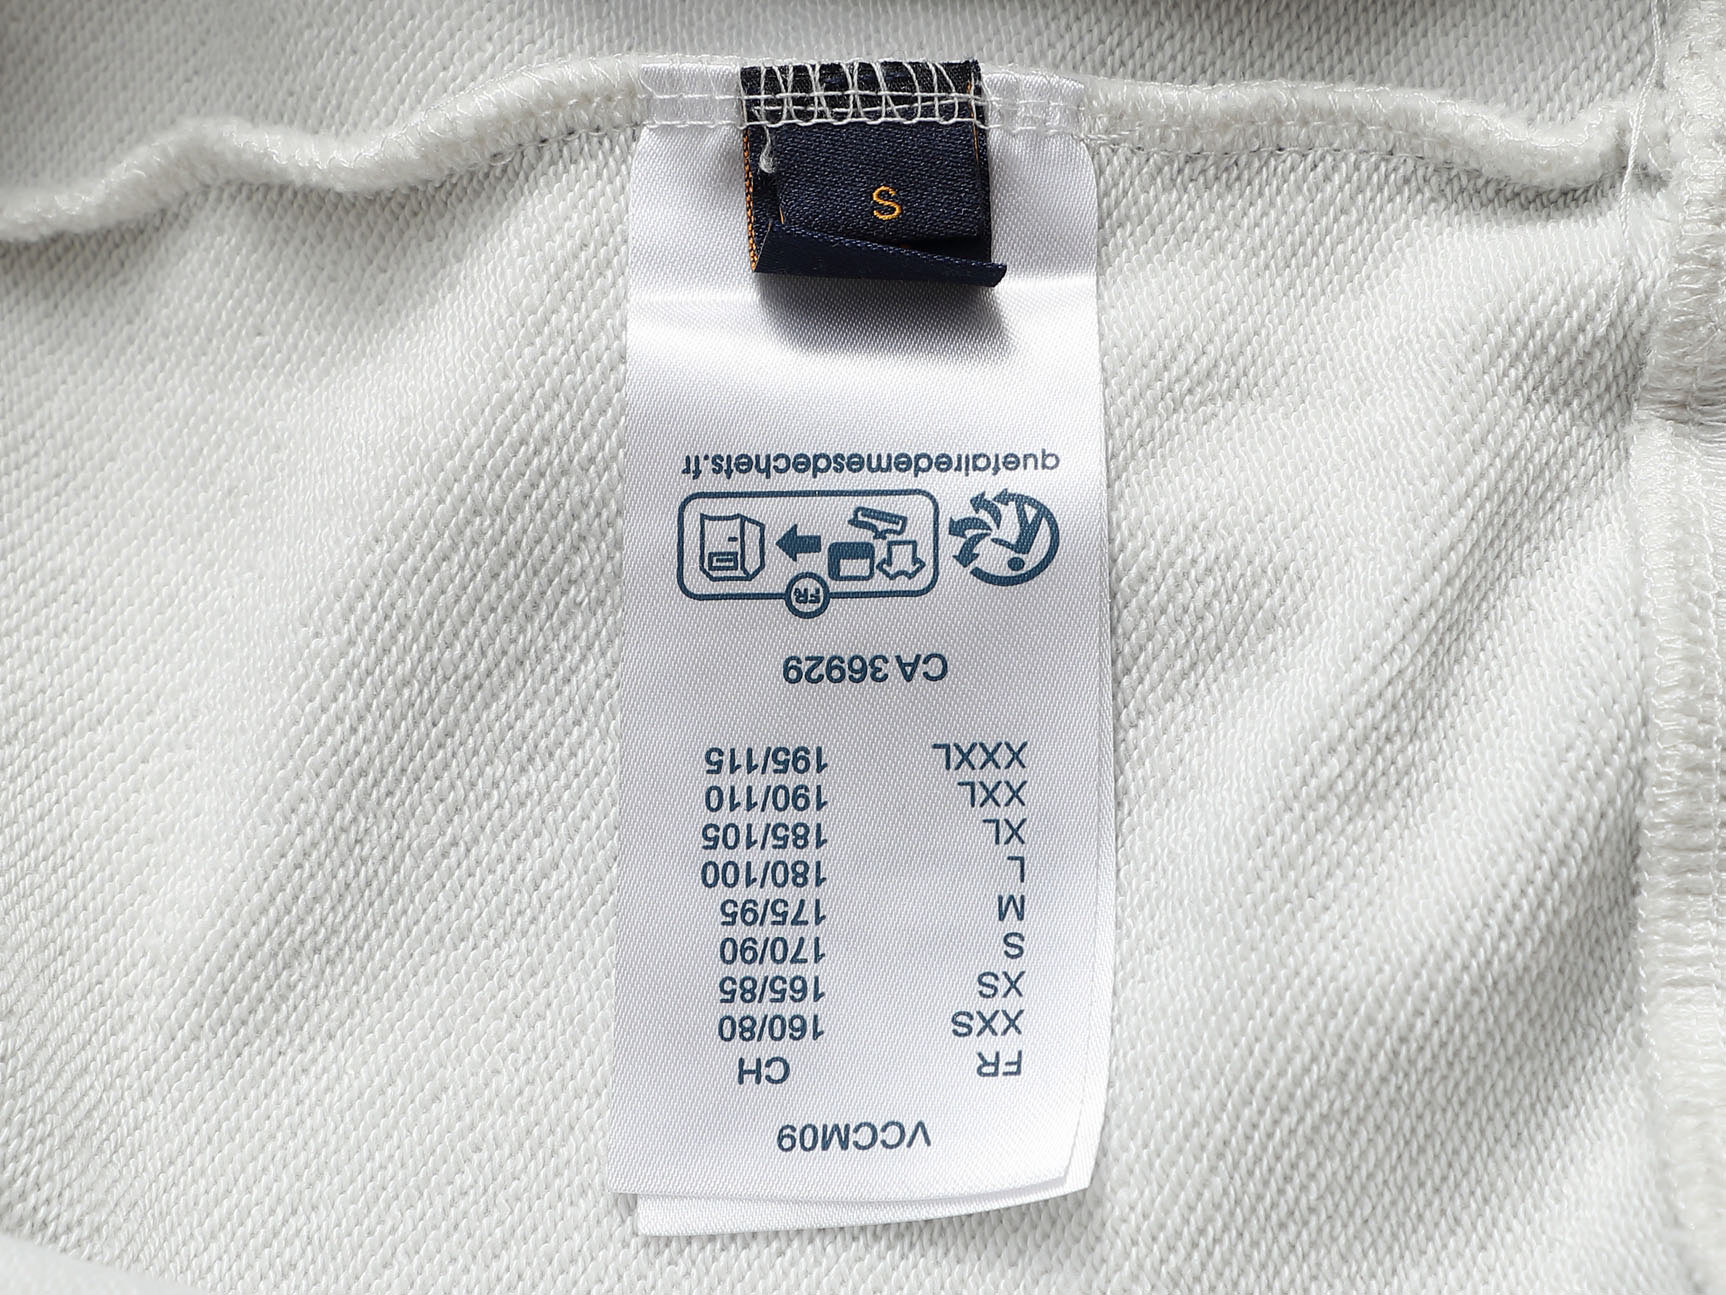 VCCM09
FR CH
XXS 160/80
XS 165/85
S 170/90
M 175/95
L 180/100
XL 185/105
XXL 190/110
XXXL 195/115
CA 36929
FR
quefairedemesdechets.fr
S